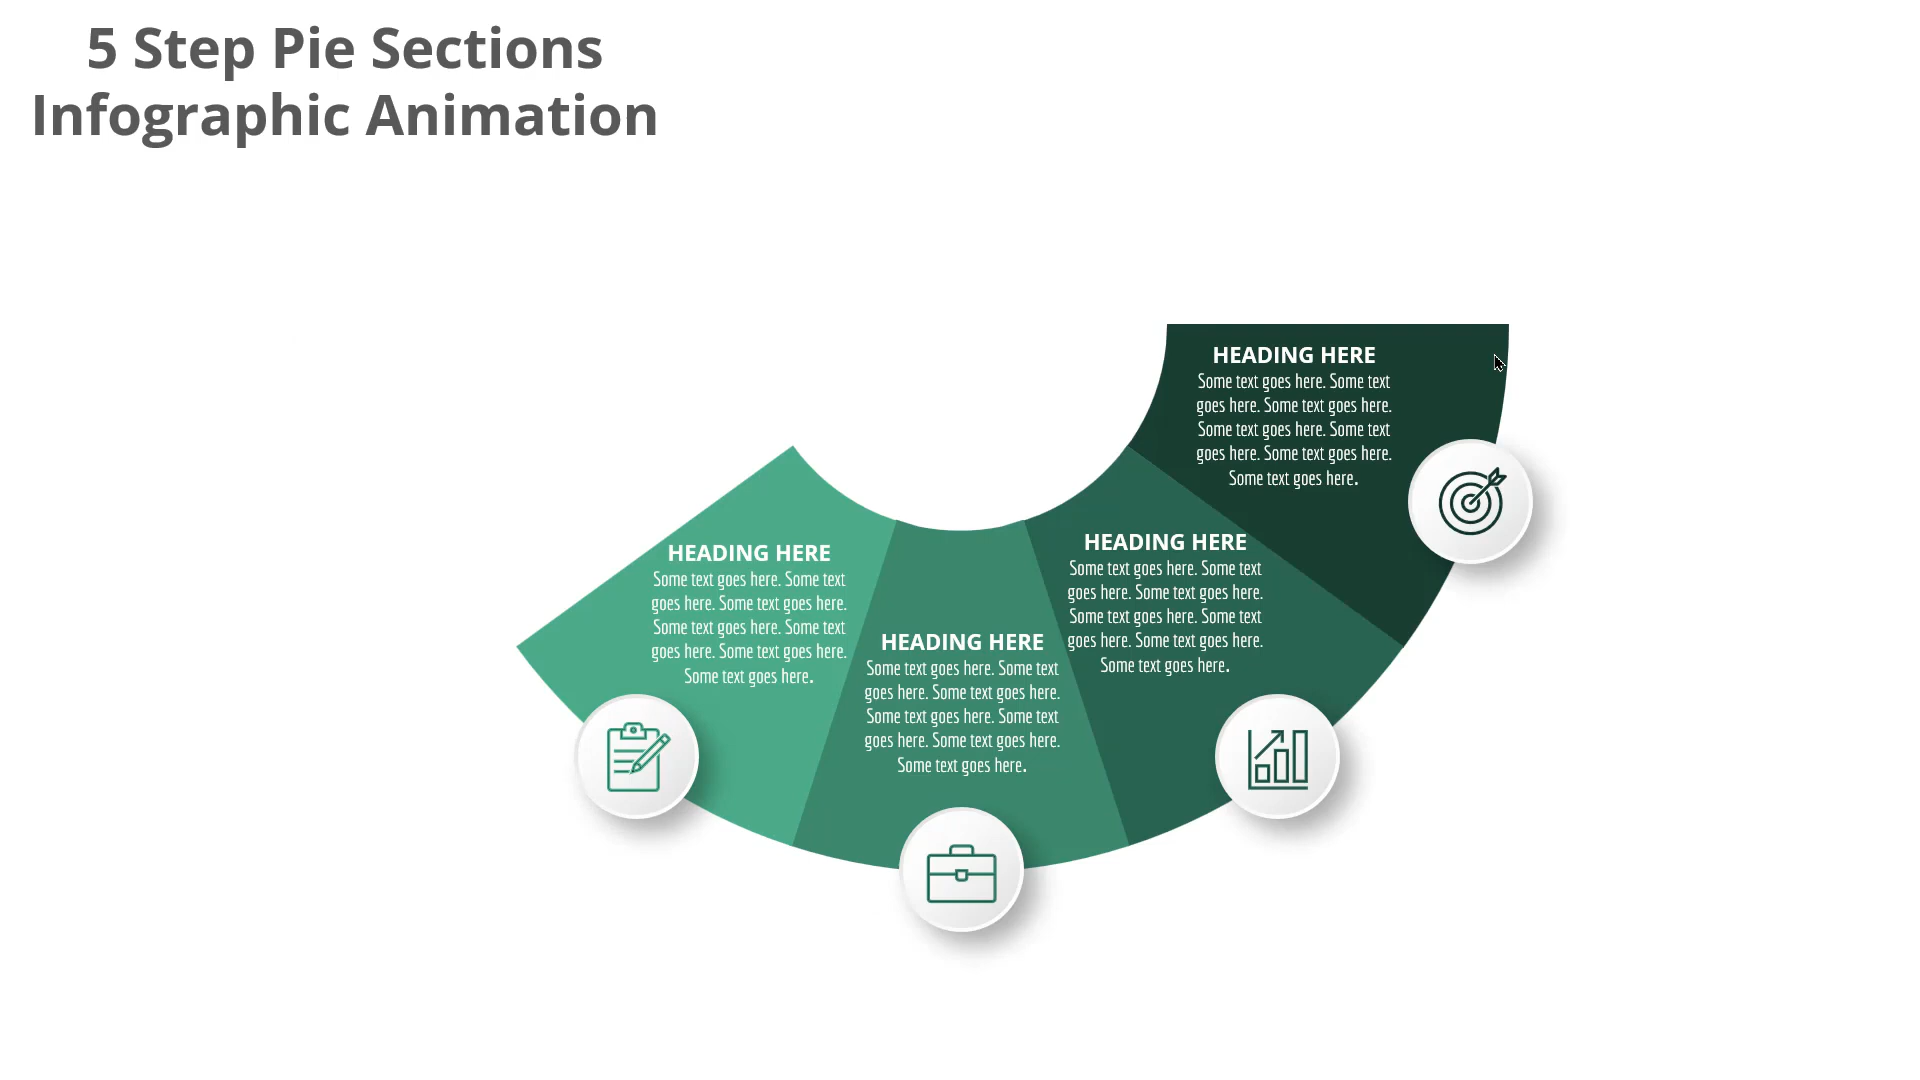 5 Step Pie Sections
Infographic Animation
HEADING HERE
Some text goes here. Some text
goes here. Some text goes here.
Some text goes here. Some text
goes here. Some text goes here.
Some text goes here.
HEADING HERE
Some text goes here. Some text
goes here. Some text goes here.
Some text goes here. Some text
goes here. Some text goes here.
Some text goes here.
HEADING HERE
Some text goes here. Some text
goes here. Some text goes here.
Some text goes here. Some text
goes here. Some text goes here.
Some text goes here.
HEADING HERE
Some text goes here. Some text
goes here. Some text goes here.
Some text goes here. Some text
goes here. Some text goes here.
Some text goes here.